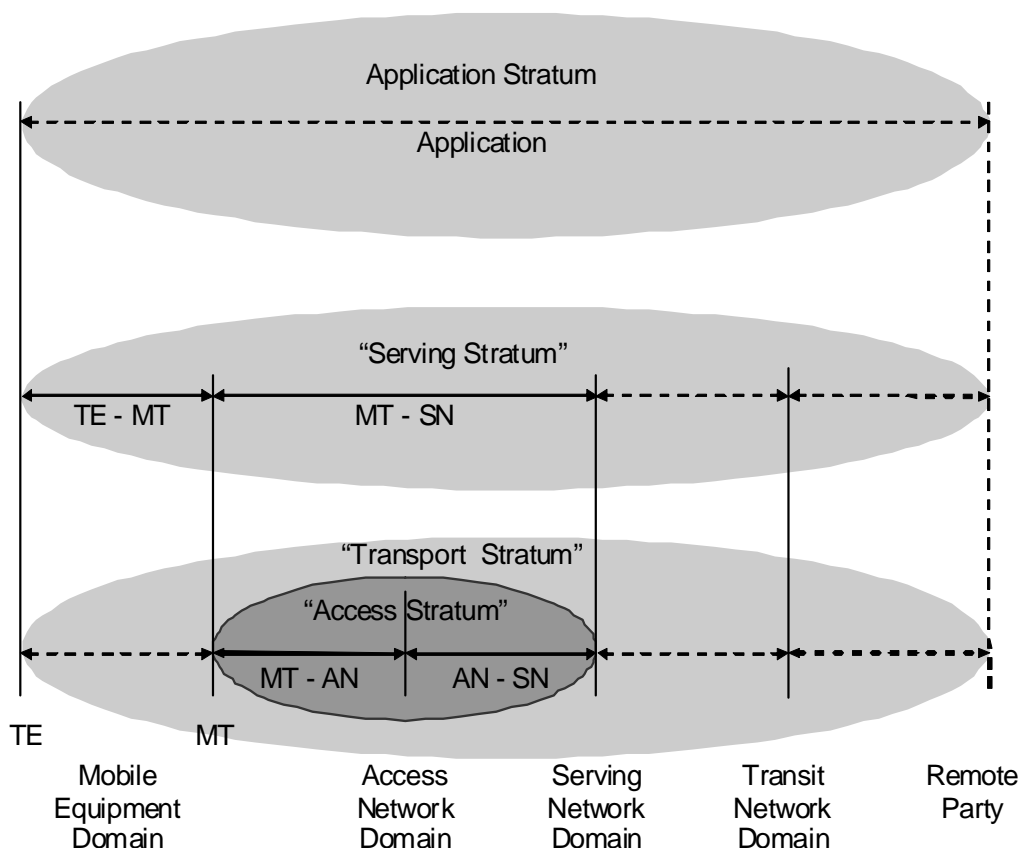 Application Stratum
Application
“Serving Stratum”
TE - MT
MT - SN
“Transport Stratum”
“Access Stratum”
MT - AN
AN - SN
TE
MT
Mobile
Equipment
Domain
Access
Network
Domain
Serving
Network
Domain
Transit
Network
Domain
Remote
Party